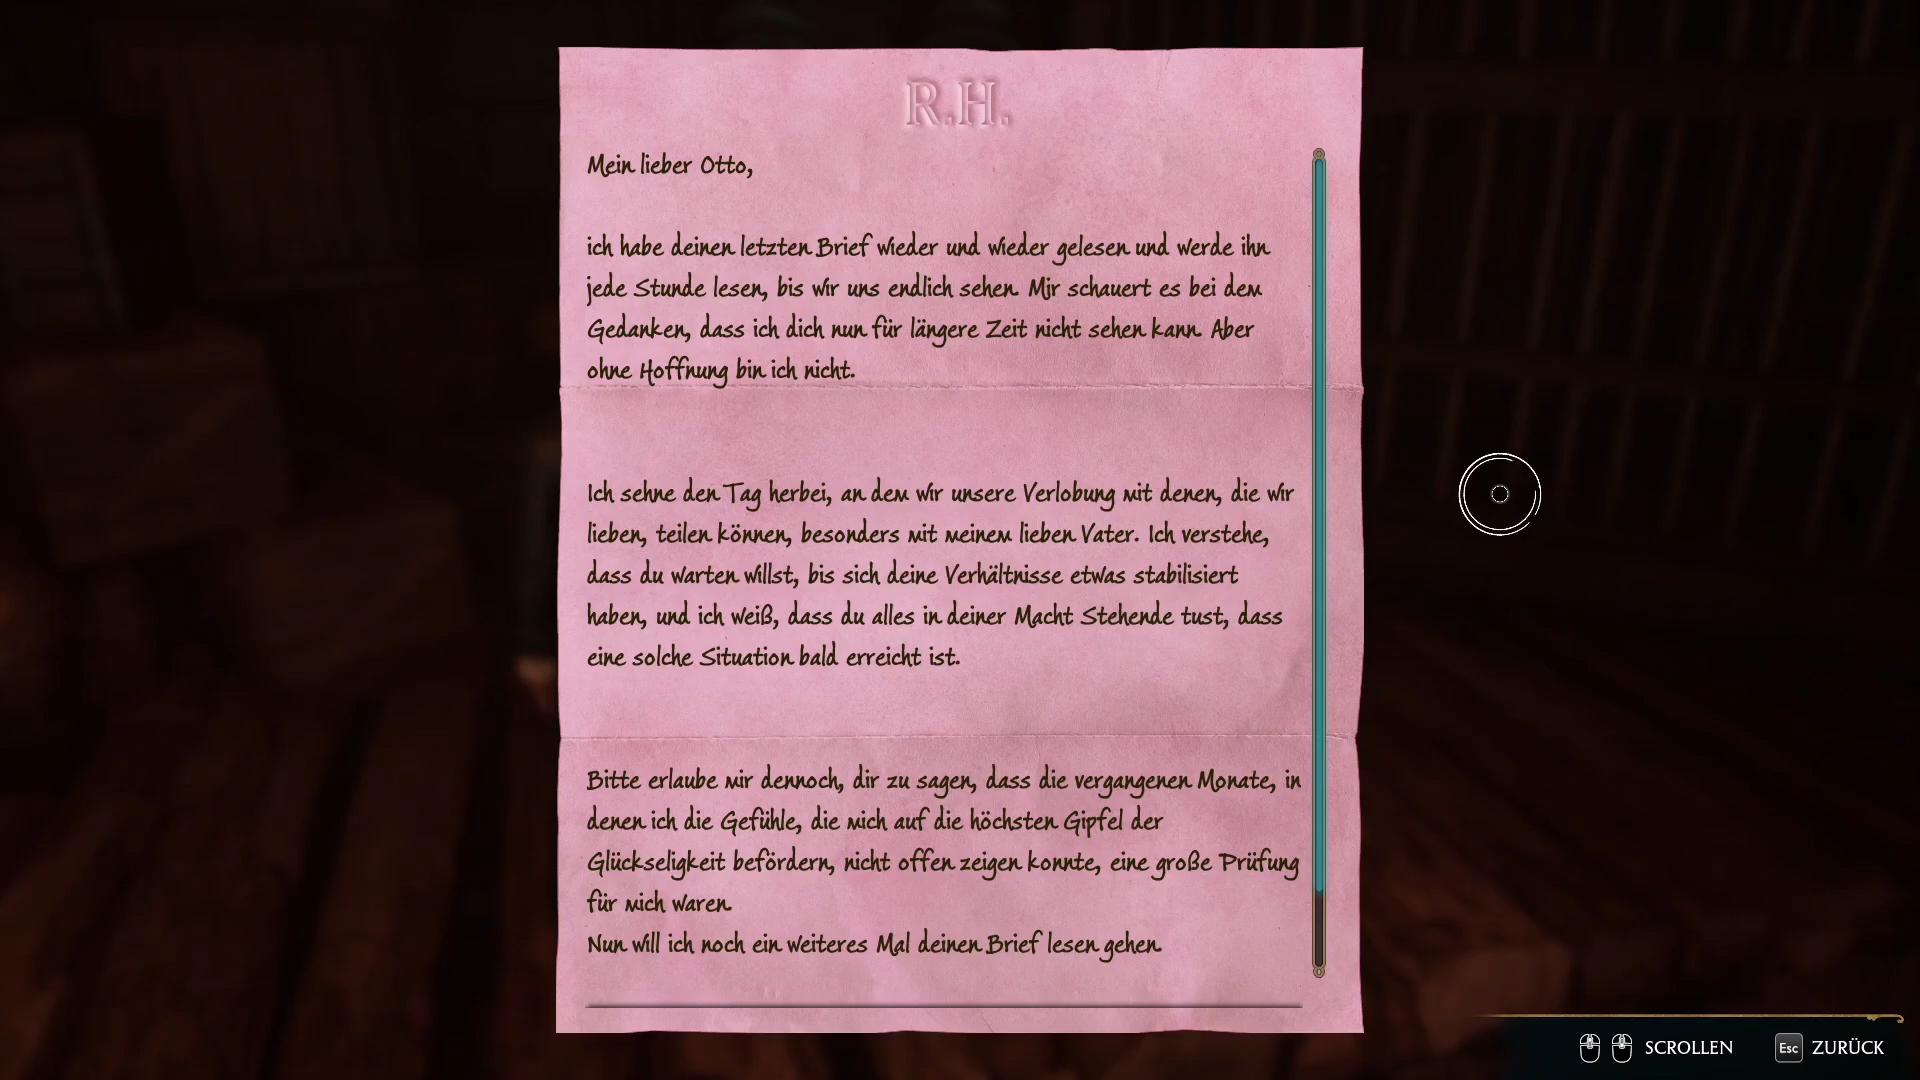 R.H.
Mein lieber Otto,
ich habe deinen letzten Brief wieder und wieder gelesen und werde ihn
jede Stunde lesen, bis wir uns endlich sehen. Mir schauert es bei dem
Gedanken, dass ich dich nun für längere Zeit nicht sehen kann. Aber
ohne Hoffnung bin ich nicht.
Ich sehne den Tag herbei, an dem wir unsere Verlobung mit denen, die wir
lieben, teilen können, besonders mit meinem lieben Vater. Ich verstehe,
dass du warten willst, bis sich deine Verhältnisse etwas stabilisiert
haben, und ich weiß, dass du alles in deiner Macht Stehende tust, dass
eine solche Situation bald erreicht ist.
Bitte erlaube mir dennoch, dir zu sagen, dass die vergangenen Monate, in
denen ich die Gefühle, die mich auf die höchsten Gipfel der
Glückseligkeit befördern, nicht offen zeigen konnte, eine große Prüfung
für mich waren.
Nun will ich noch ein weiteres Mal deinen Brief lesen gehen.
SCROLLEN
Esc ZURÜCK